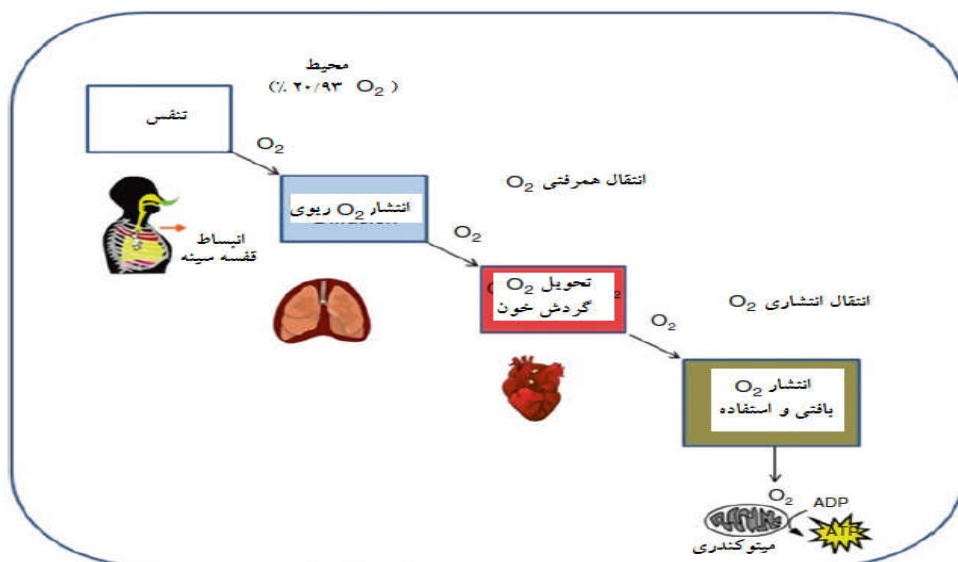 محیط
(٪ ۲۰/۹۳ O₂ )
تنفس
O₂
انتقال همرفتی O₂
انتشار O₂ ریوی
O₂
انبساط
قفسه سینه
تحویل O₂
گردش خون
انتقال انتشاری O₂
O₂
انتشار O₂
بافتی و استفاده
O₂
ADP
ATP
میتوکندری